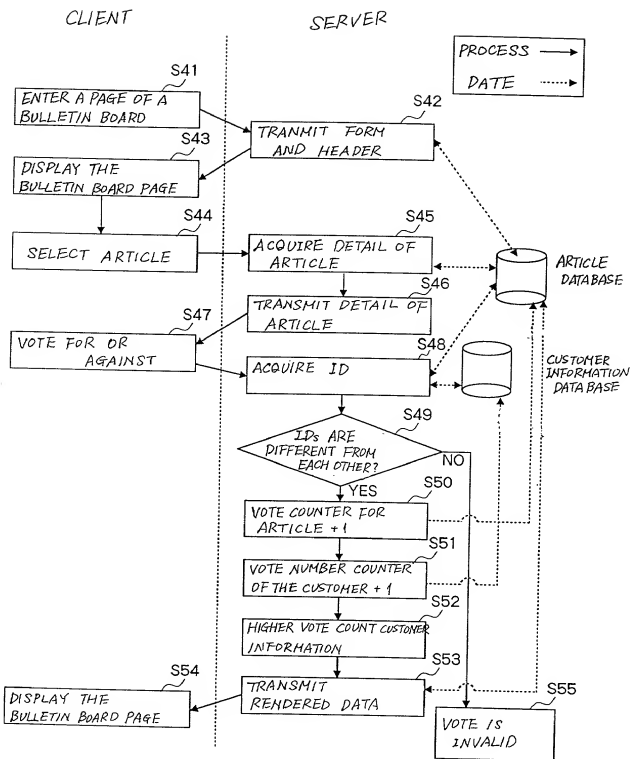 CLIENT
SERVER
PROCESS
DATE
S41
ENTER A PAGE OF A
BULLETIN BOARD
S42
TRANMIT FORM
AND HEADER
S43
DISPLAY THE
BULLETIN BOARD PAGE
S44
SELECT ARTICLE
S45
ACQUIRE DETAIL OF
ARTICLE
ARTICLE
DATABASE
S46
TRANSMIT DETAIL OF
ARTICLE
S47
VOTE FOR OR
AGAINST
S48
ACQUIRE ID
CUSTOMER
INFORMATION
DATABASE
S49
IDs ARE
DIFFERENT FROM
EACH OTHER?
NO
YES
S50
VOTE COUNTER FOR
ARTICLE +1
S51
VOTE NUMBER COUNTER
OF THE CUSTOMER +1
S52
HIGHER VOTE COUNT CUSTOMER
INFORMATION
S53
TRANSMIT
RENDERED DATA
S54
DISPLAY THE
BULLETIN BOARD PAGE
S55
VOTE IS
INVALID